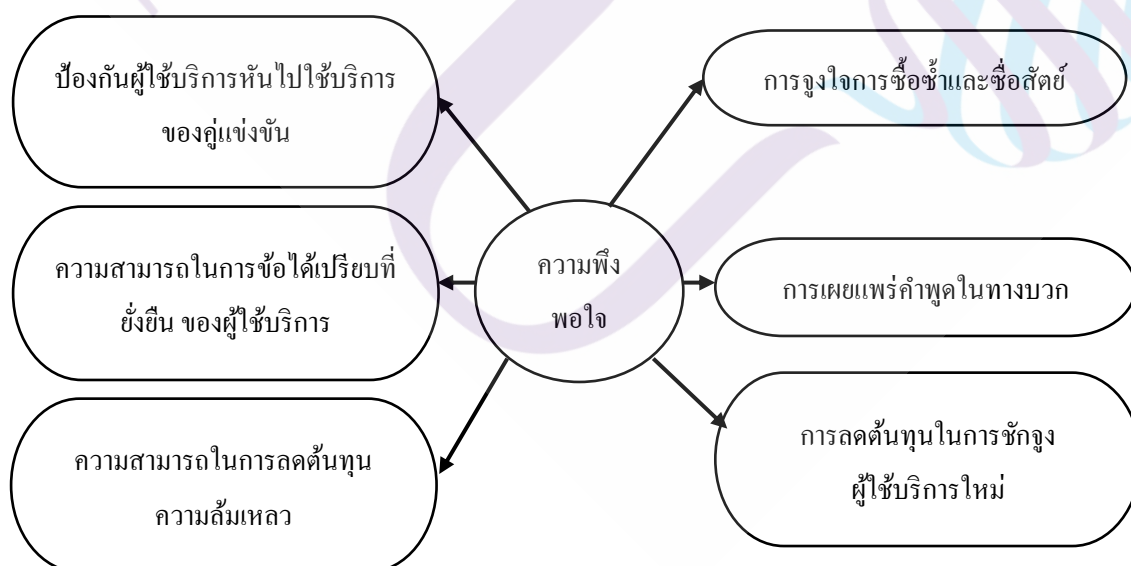 ป้องกันผู้ใช้บริการหันไปใช้บริการ
ของคู่แข่งขัน
การจูงใจการซื้อซ้ำและซื่อสัตย์
ความสามารถในการข้อได้เปรียบที่
ยั่งยืน ของผู้ใช้บริการ
ความพึง
พอใจ
การเผยแพร่คำพูดในทางบวก
ความสามารถในการลดต้นทุน
ความล้มเหลว
การลดต้นทุนในการชักจูง
ผู้ใช้บริการใหม่